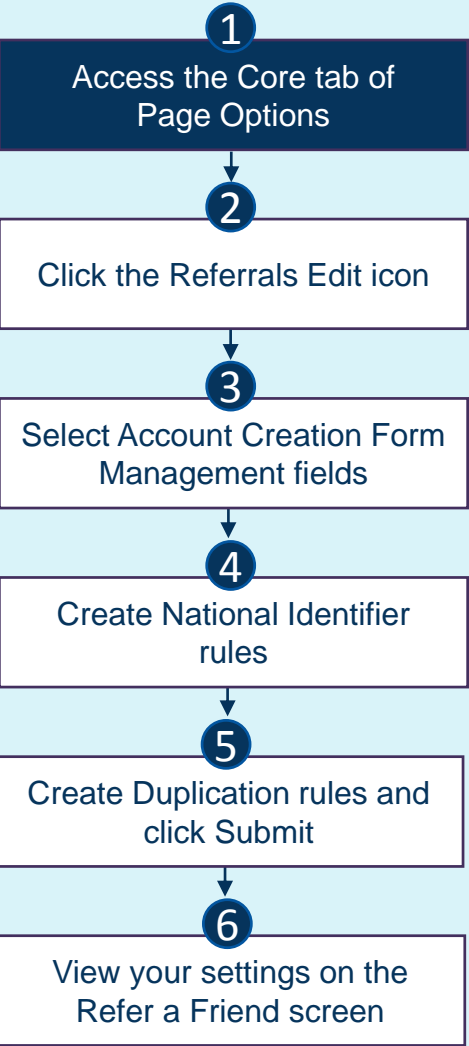 1
Access the Core tab of
Page Options
2
Click the Referrals Edit icon
3
Select Account Creation Form
Management fields
4
Create National Identifier
rules
5
Create Duplication rules and
click Submit
6
View your settings on the
Refer a Friend screen